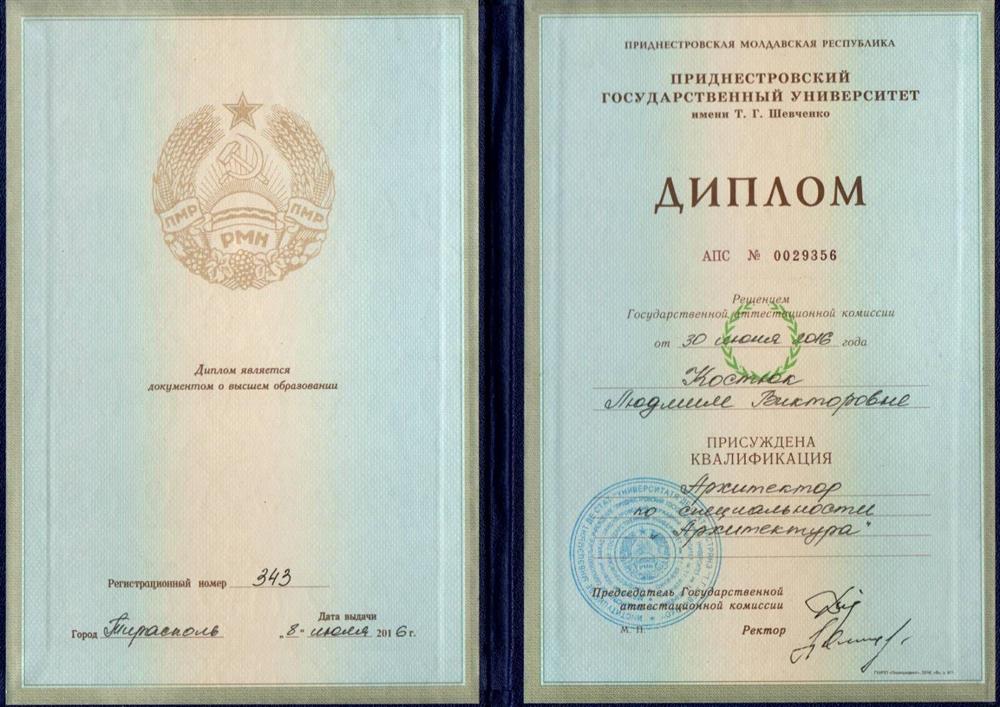 ПМР
ПМР
РМН
Диплом является
документом о высшем образовании
Регистрационный номер 343
Дата выдачи
Город Тирасполь „8" июля 2016 г.
ПРИДНЕСТРОВСКАЯ МОЛДАВСКАЯ РЕСПУБЛИКА
ПРИДНЕСТРОВСКИЙ
ГОСУДАРСТВЕННЫЙ УНИВЕРСИТЕТ
имени Т. Г. Шевченко
ДИПЛОМ
АПС № 0029356
Решением
Государственной аттестационной комиссии
от 30 июня 2016 года
Костюк
Людмиле Викторовне
ПРИСУЖДЕНА
КВАЛИФИКАЦИЯ
Архитектор
по специальности
„Архитектура"
Председатель Государственной
аттестационной комиссии
М. П.
Ректор